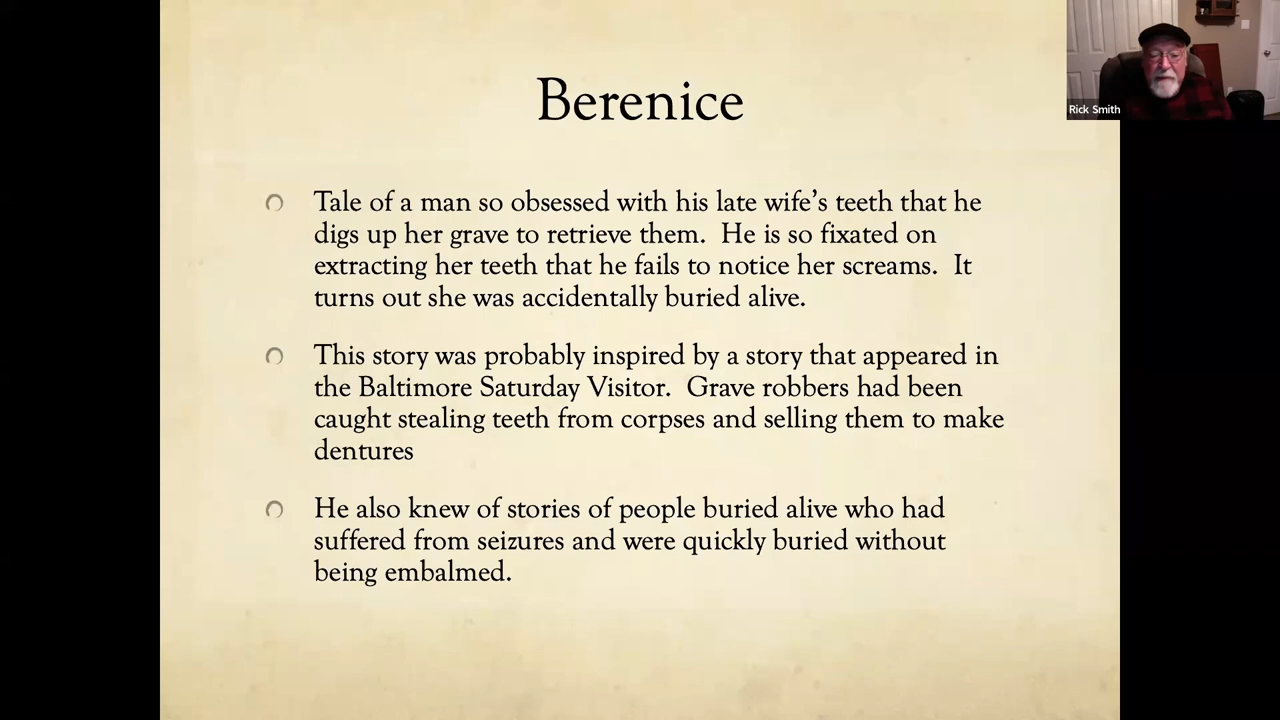 Berenice
Tale of a man so obsessed with his late wife’s teeth that he
digs up her grave to retrieve them.  He is so fixated on
extracting her teeth that he fails to notice her screams.  It
turns out she was accidentally buried alive.
This story was probably inspired by a story that appeared in
the Baltimore Saturday Visitor.  Grave robbers had been
caught stealing teeth from corpses and selling them to make
dentures
He also knew of stories of people buried alive who had
suffered from seizures and were quickly buried without
being embalmed.
Rick Smith